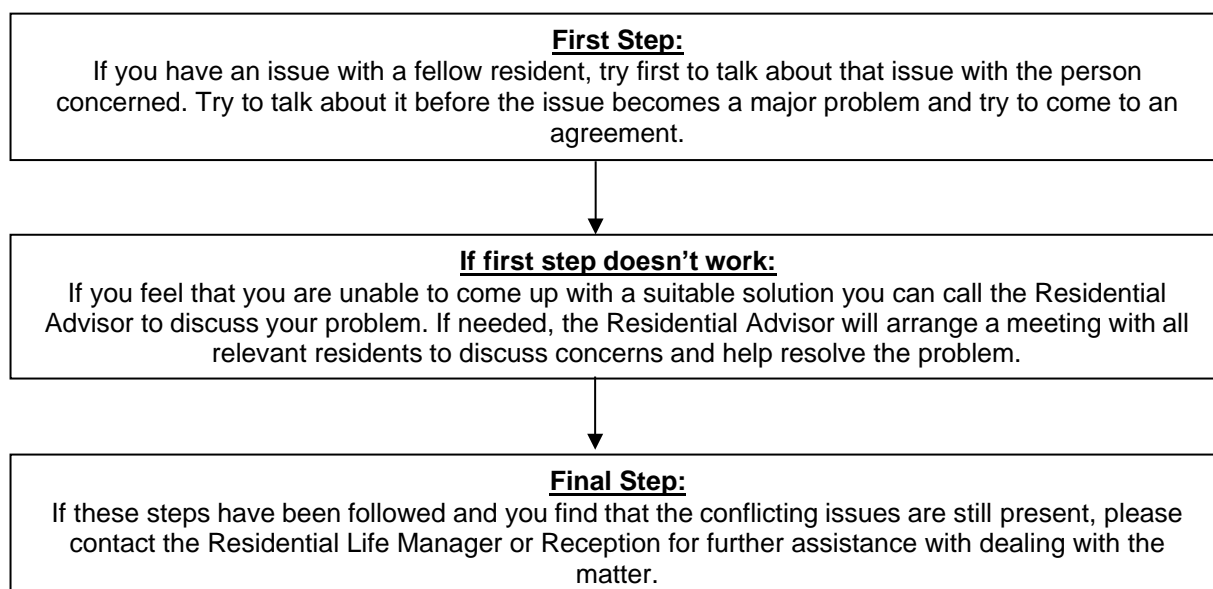 First Step:
If you have an issue with a fellow resident, try first to talk about that issue with the person
concerned. Try to talk about it before the issue becomes a major problem and try to come to an
agreement.
If first step doesn’t work:
If you feel that you are unable to come up with a suitable solution you can call the Residential
Advisor to discuss your problem. If needed, the Residential Advisor will arrange a meeting with all
relevant residents to discuss concerns and help resolve the problem.
Final Step:
If these steps have been followed and you find that the conflicting issues are still present, please
contact the Residential Life Manager or Reception for further assistance with dealing with the
matter.